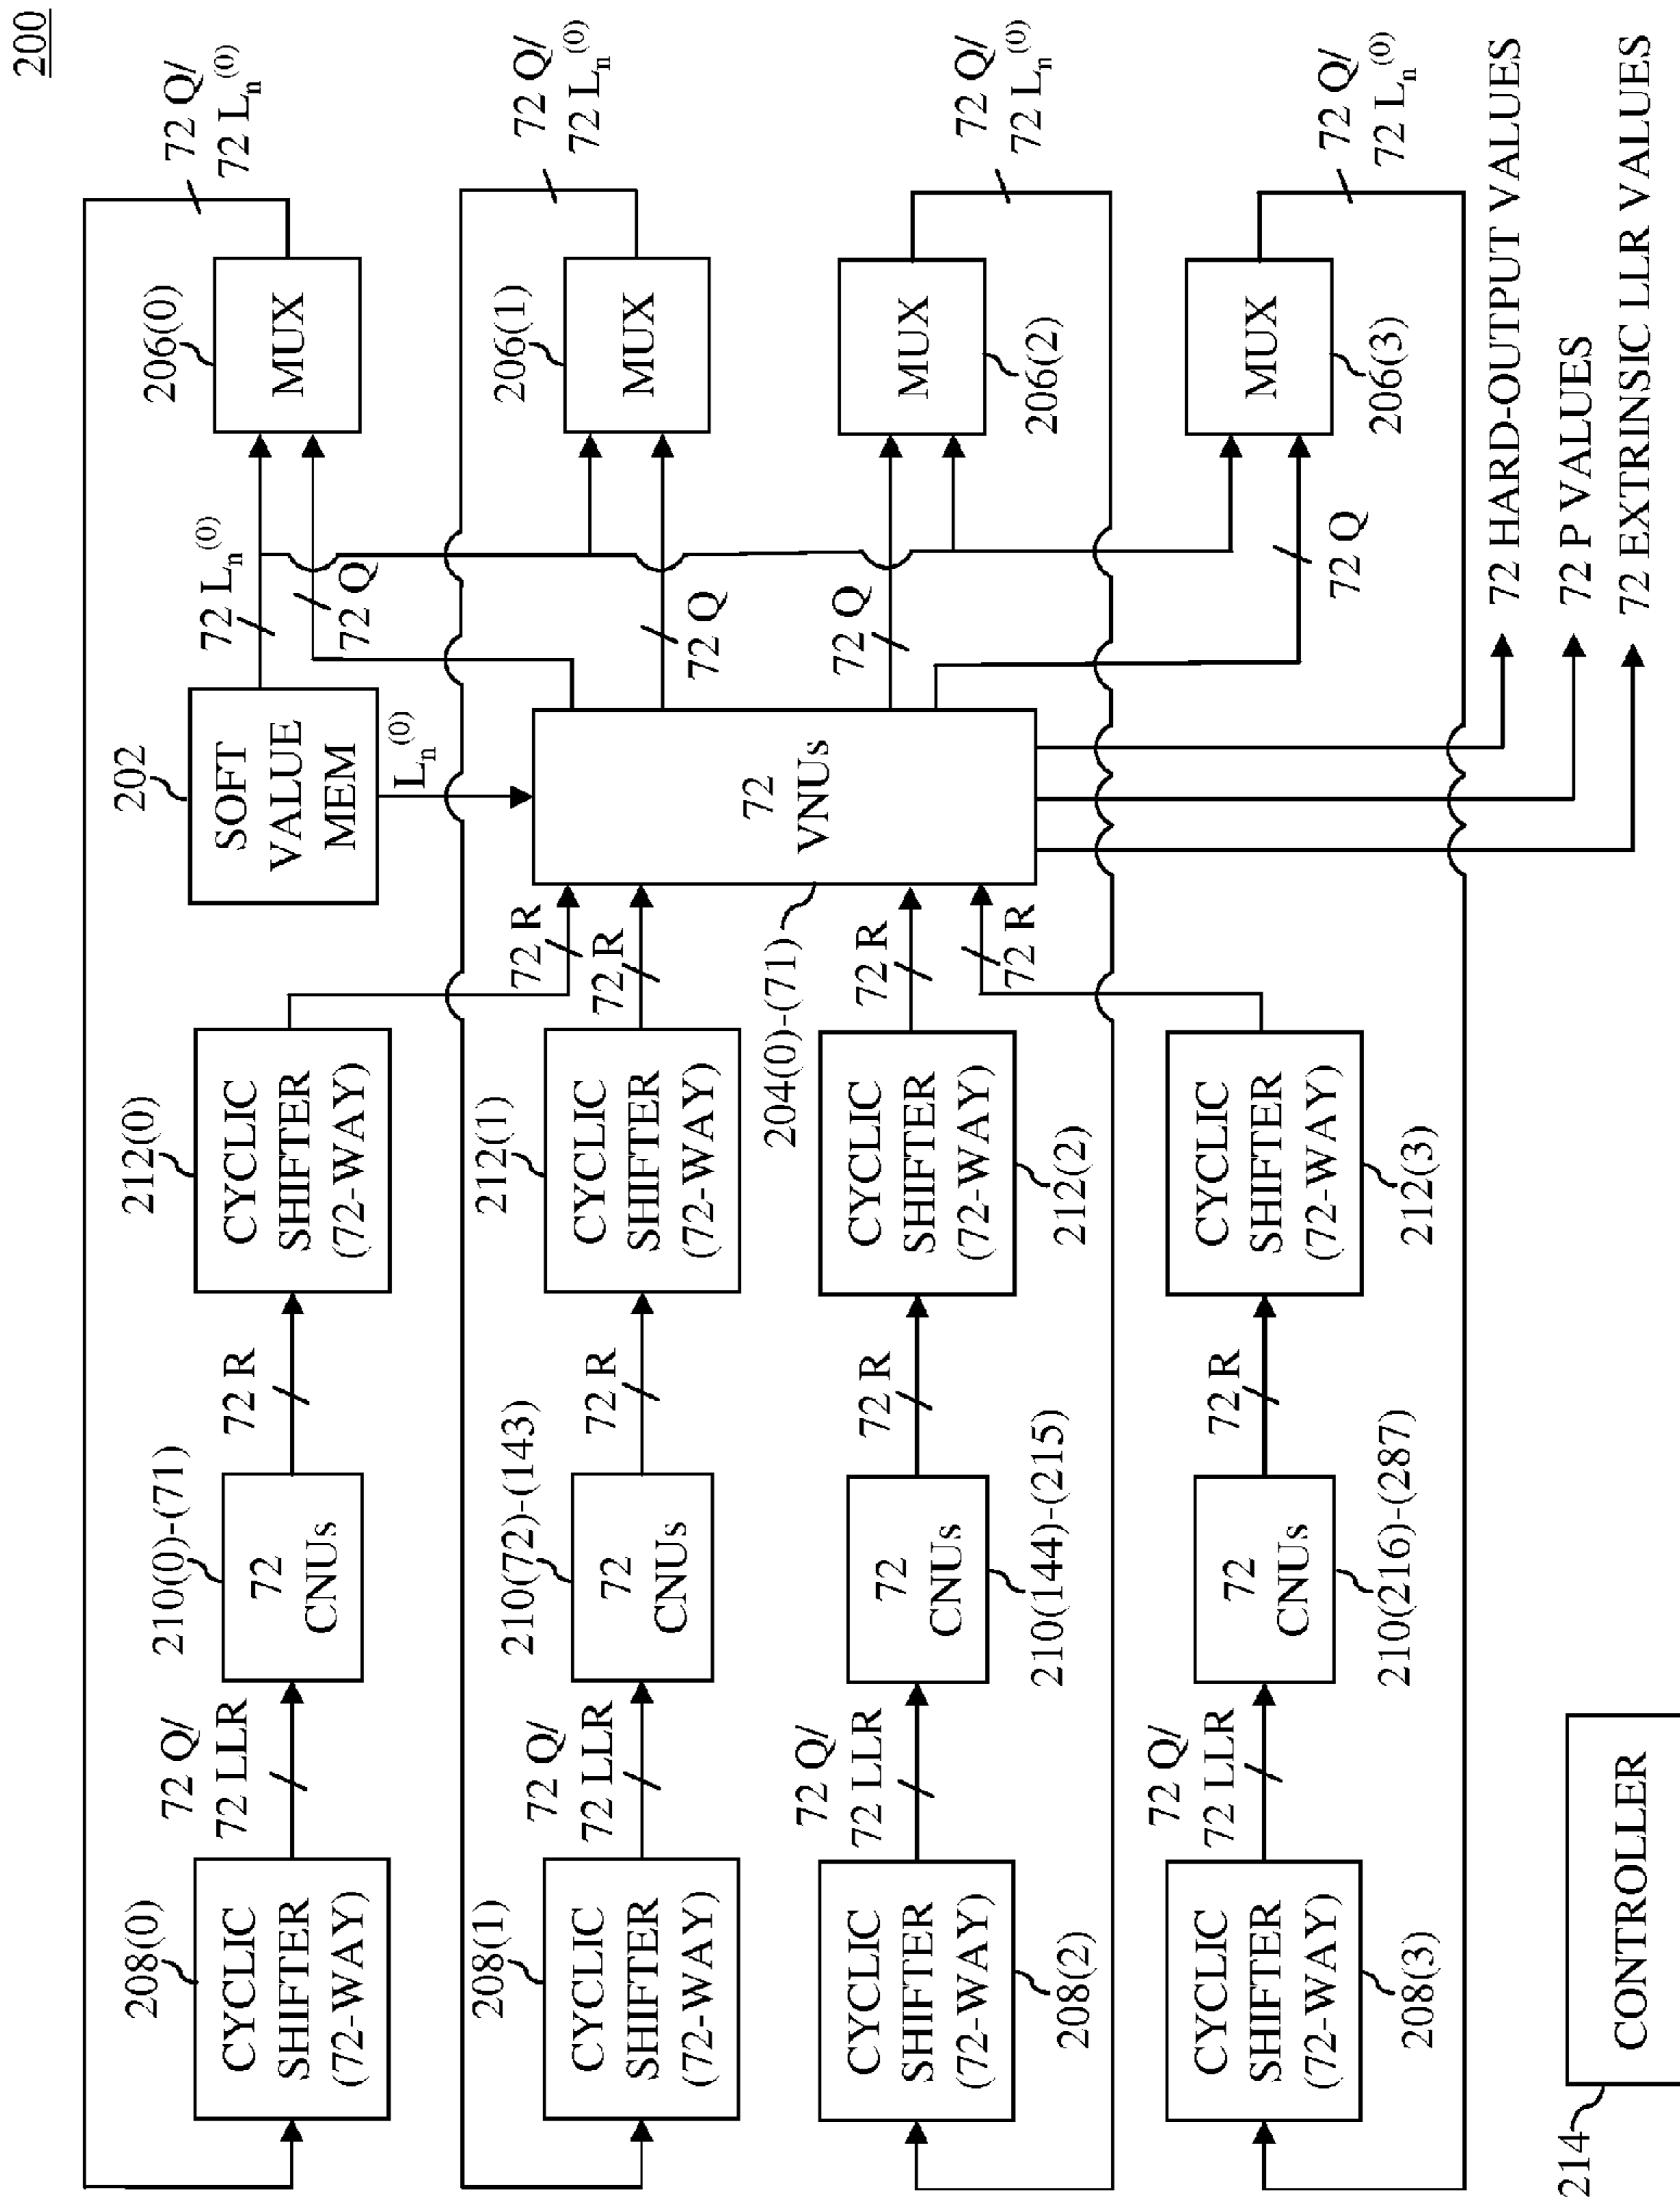 200
208(0)
CYCLIC
SHIFTER
(72-WAY)
72 Q/
72 LLR
210(0)-(71)
72
CNUs
72 R
212(0)
CYCLIC
SHIFTER
(72-WAY)
72 R
202
SOFT
VALUE
MEM
72 Lₙ⁽⁰⁾
Lₙ⁽⁰⁾
72 Q
206(0)
MUX
72 Q/
72 Lₙ⁽⁰⁾
208(1)
CYCLIC
SHIFTER
(72-WAY)
72 Q/
72 LLR
210(72)-(143)
72
CNUs
72 R
212(1)
CYCLIC
SHIFTER
(72-WAY)
72 R
204(0)-(71)
72
VNUs
72 Q
206(1)
MUX
72 Q/
72 Lₙ⁽⁰⁾
208(2)
CYCLIC
SHIFTER
(72-WAY)
72 Q/
72 LLR
210(144)-(215)
72
CNUs
72 R
212(2)
CYCLIC
SHIFTER
(72-WAY)
72 R
72 Q
206(2)
MUX
72 Q/
72 Lₙ⁽⁰⁾
208(3)
CYCLIC
SHIFTER
(72-WAY)
72 Q/
72 LLR
210(216)-(287)
72
CNUs
72 R
212(3)
CYCLIC
SHIFTER
(72-WAY)
72 R
72 Q
206(3)
MUX
72 Q/
72 Lₙ⁽⁰⁾
72 HARD-OUTPUT VALUES
72 P VALUES
72 EXTRINSIC LLR VALUES
214
CONTROLLER